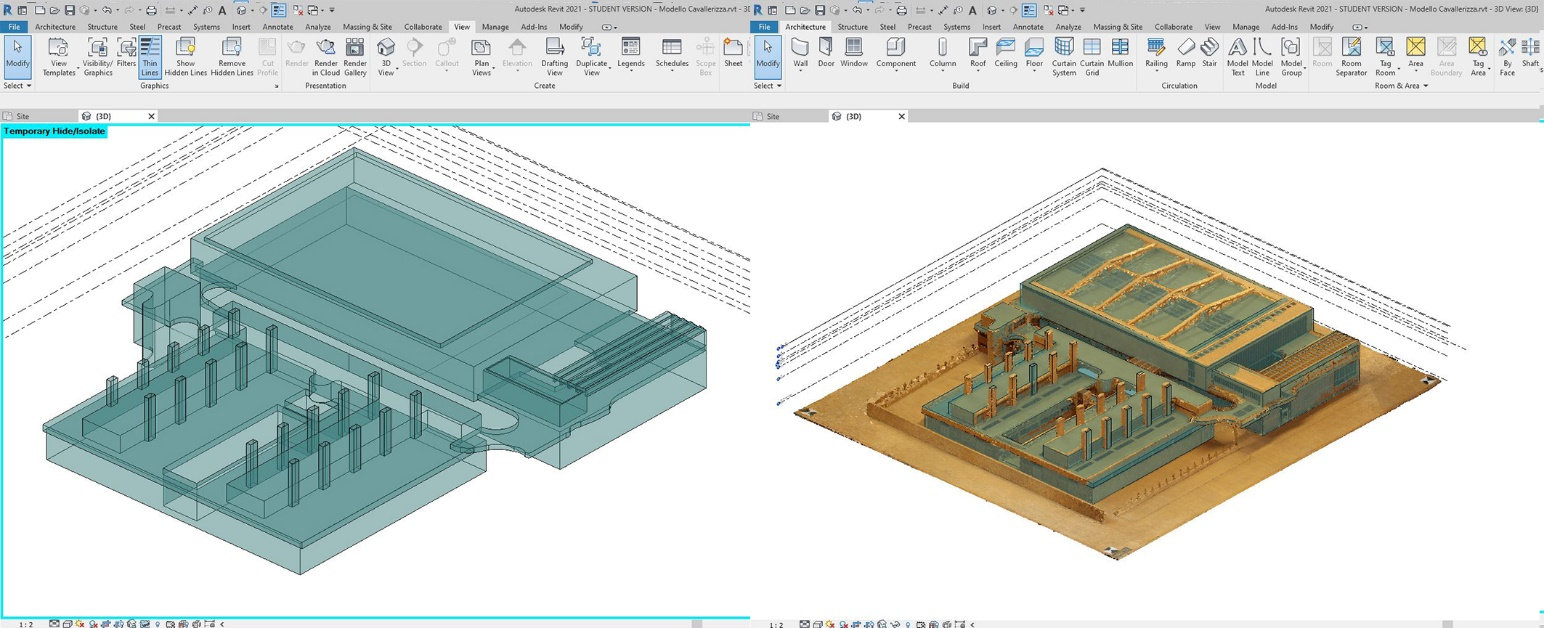 Autodesk Revit 2021 - STUDENT VERSION - Modello Cavallerizza.rvt - 3D
File Architecture Structure Steel Precast Systems Insert Annotate Analyze Massing & Site Collaborate View Manage Add-Ins Modify
Modify View Templates Visibility/ Graphics Filters Thin Lines Show Hidden Lines Remove Hidden Lines Cut Profile Render Render in Cloud Render Gallery 3D View Section Callout Plan Views Elevation Drafting View Duplicate View Legends Schedules Scope Box Sheet
Select Graphics Presentation Create
Site (3D)
Temporary Hide/Isolate
1 : 2
Autodesk Revit 2021 - STUDENT VERSION - Modello Cavallerizza.rvt - 3D View: {3D}
File Architecture Structure Steel Precast Systems Insert Annotate Analyze Massing & Site Collaborate View Manage Add-Ins Modify
Modify Wall Door Window Component Column Roof Ceiling Floor Curtain System Curtain Grid Mullion Railing Ramp Stair Model Text Model Line Model Group Room Room Separator Tag Room Area Area Boundary Tag Area By Face Shaft
Select Build Circulation Model Room & Area
Site (3D)
1 : 2